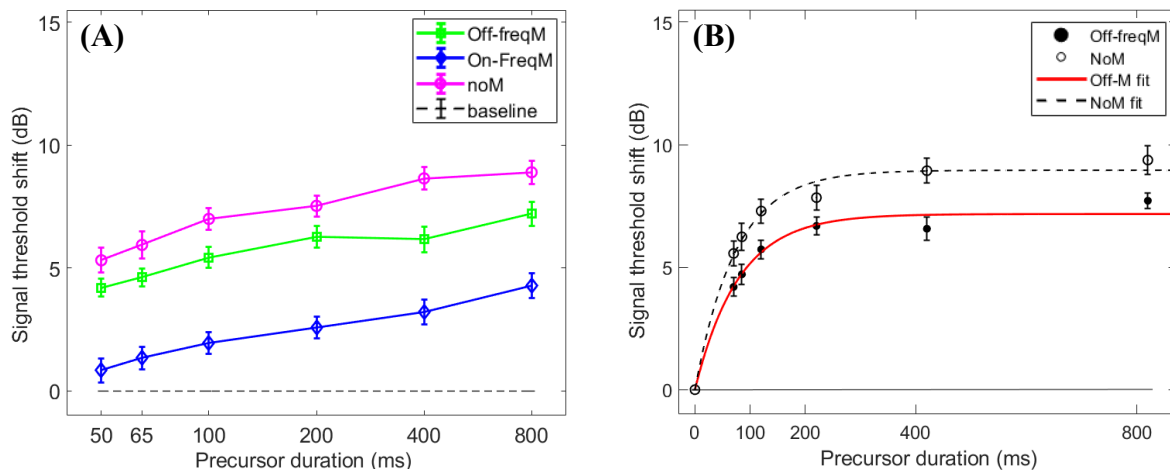 (A)
15
10
5
0
Signal threshold shift (dB)
Off-freqM
On-FreqM
noM
baseline
50 65 100 200 400 800
Precursor duration (ms)
(B)
15
10
5
0
Signal threshold shift (dB)
Off-freqM
NoM
Off-M fit
NoM fit
0 100 200 400 800
Precursor duration (ms)